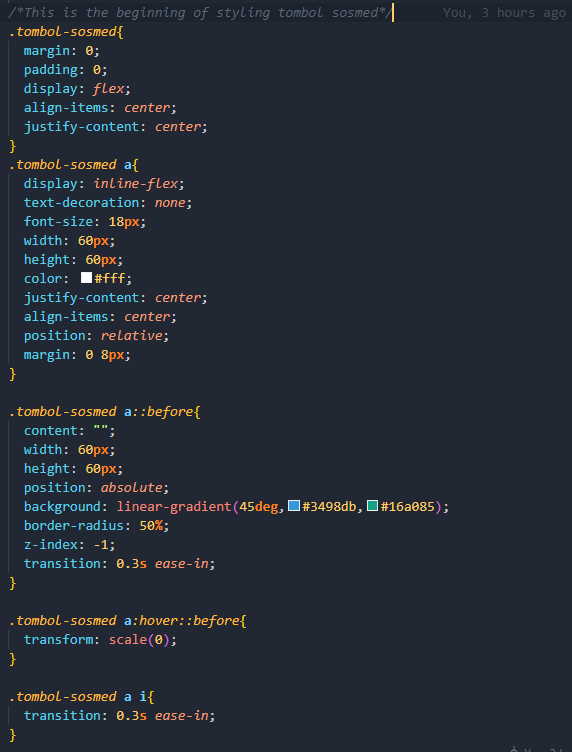 /*This is the beginning of styling tombol sosmed*/ You, 3 hours ago
.tombol-sosmed{
margin: 0;
padding: 0;
display: flex;
align-items: center;
justify-content: center;
}
.tombol-sosmed a{
display: inline-flex;
text-decoration: none;
font-size: 18px;
width: 60px;
height: 60px;
color: #fff;
justify-content: center;
align-items: center;
position: relative;
margin: 0 8px;
}
.tombol-sosmed a::before{
content: "";
width: 60px;
height: 60px;
position: absolute;
background: linear-gradient(45deg,#3498db,#16a085);
border-radius: 50%;
z-index: -1;
transition: 0.3s ease-in;
}
.tombol-sosmed a:hover::before{
transform: scale(0);
}
.tombol-sosmed a i{
transition: 0.3s ease-in;
}